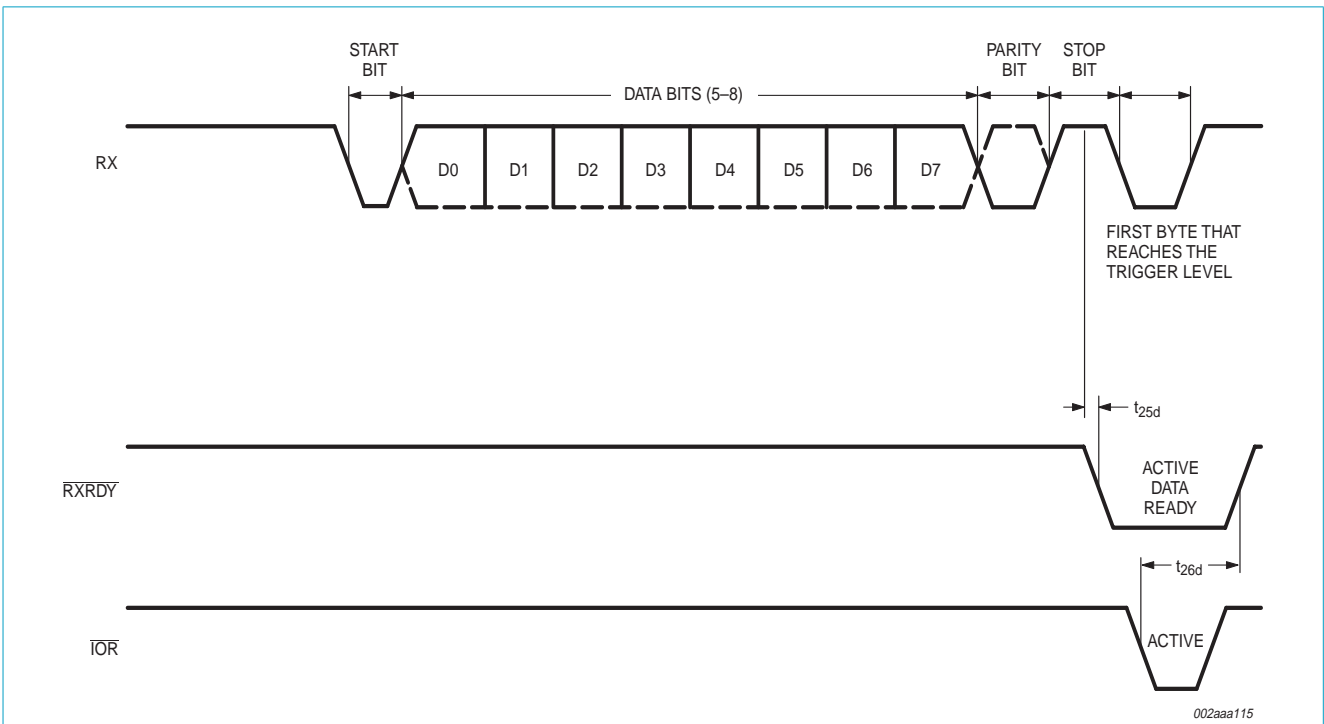 START
BIT
DATA BITS (5–8)
PARITY
BIT
STOP
BIT
RX
D0
D1
D2
D3
D4
D5
D6
D7
FIRST BYTE THAT
REACHES THE
TRIGGER LEVEL
t25d
RXRDY
ACTIVE
DATA
READY
t26d
IOR
ACTIVE
002aaa115